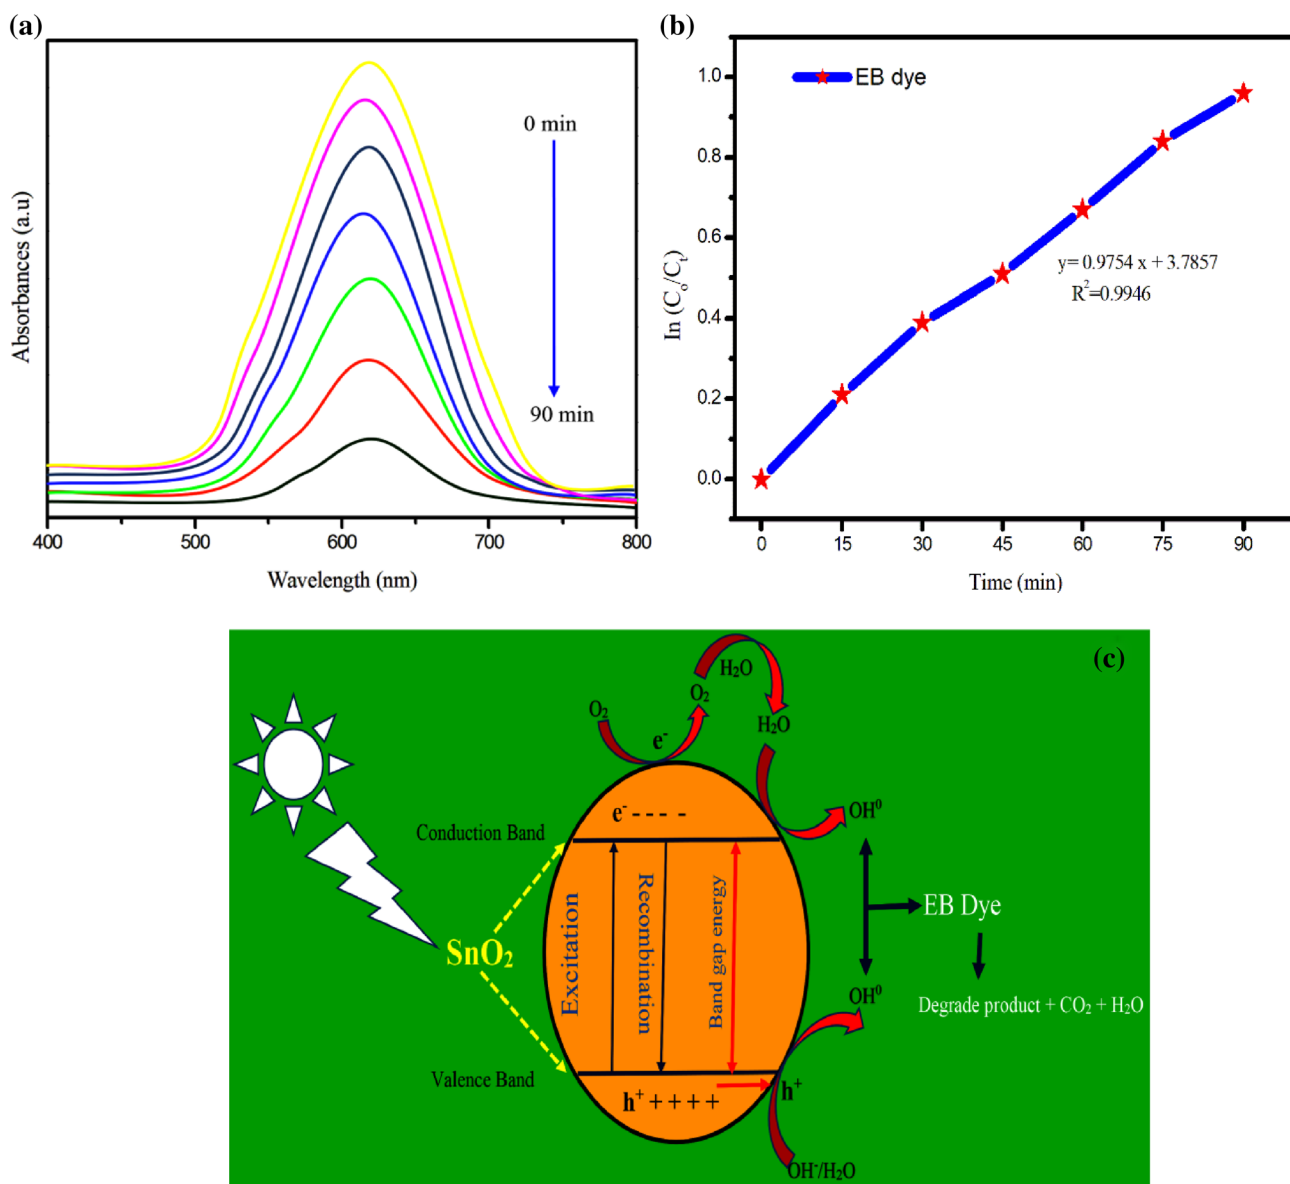 (a)
Absorbances (a.u)
0 min
90 min
400
500
600
700
800
Wavelength (nm)
(b)
EB dye
1.0
0.8
0.6
0.4
0.2
0.0
In (Co/Ct)
y= 0.9754 x + 3.7857
R²=0.9946
0
15
30
45
60
75
90
Time (min)
(c)
H₂O
O₂
O₂
H₂O
e⁻
e⁻ - - - -
OH⁰
Conduction Band
Excitation
Recombination
Band gap energy
EB Dye
SnO₂
OH⁰
Degrade product + CO₂ + H₂O
Valence Band
h⁺ + + + +
h⁺
OH⁻/H₂O